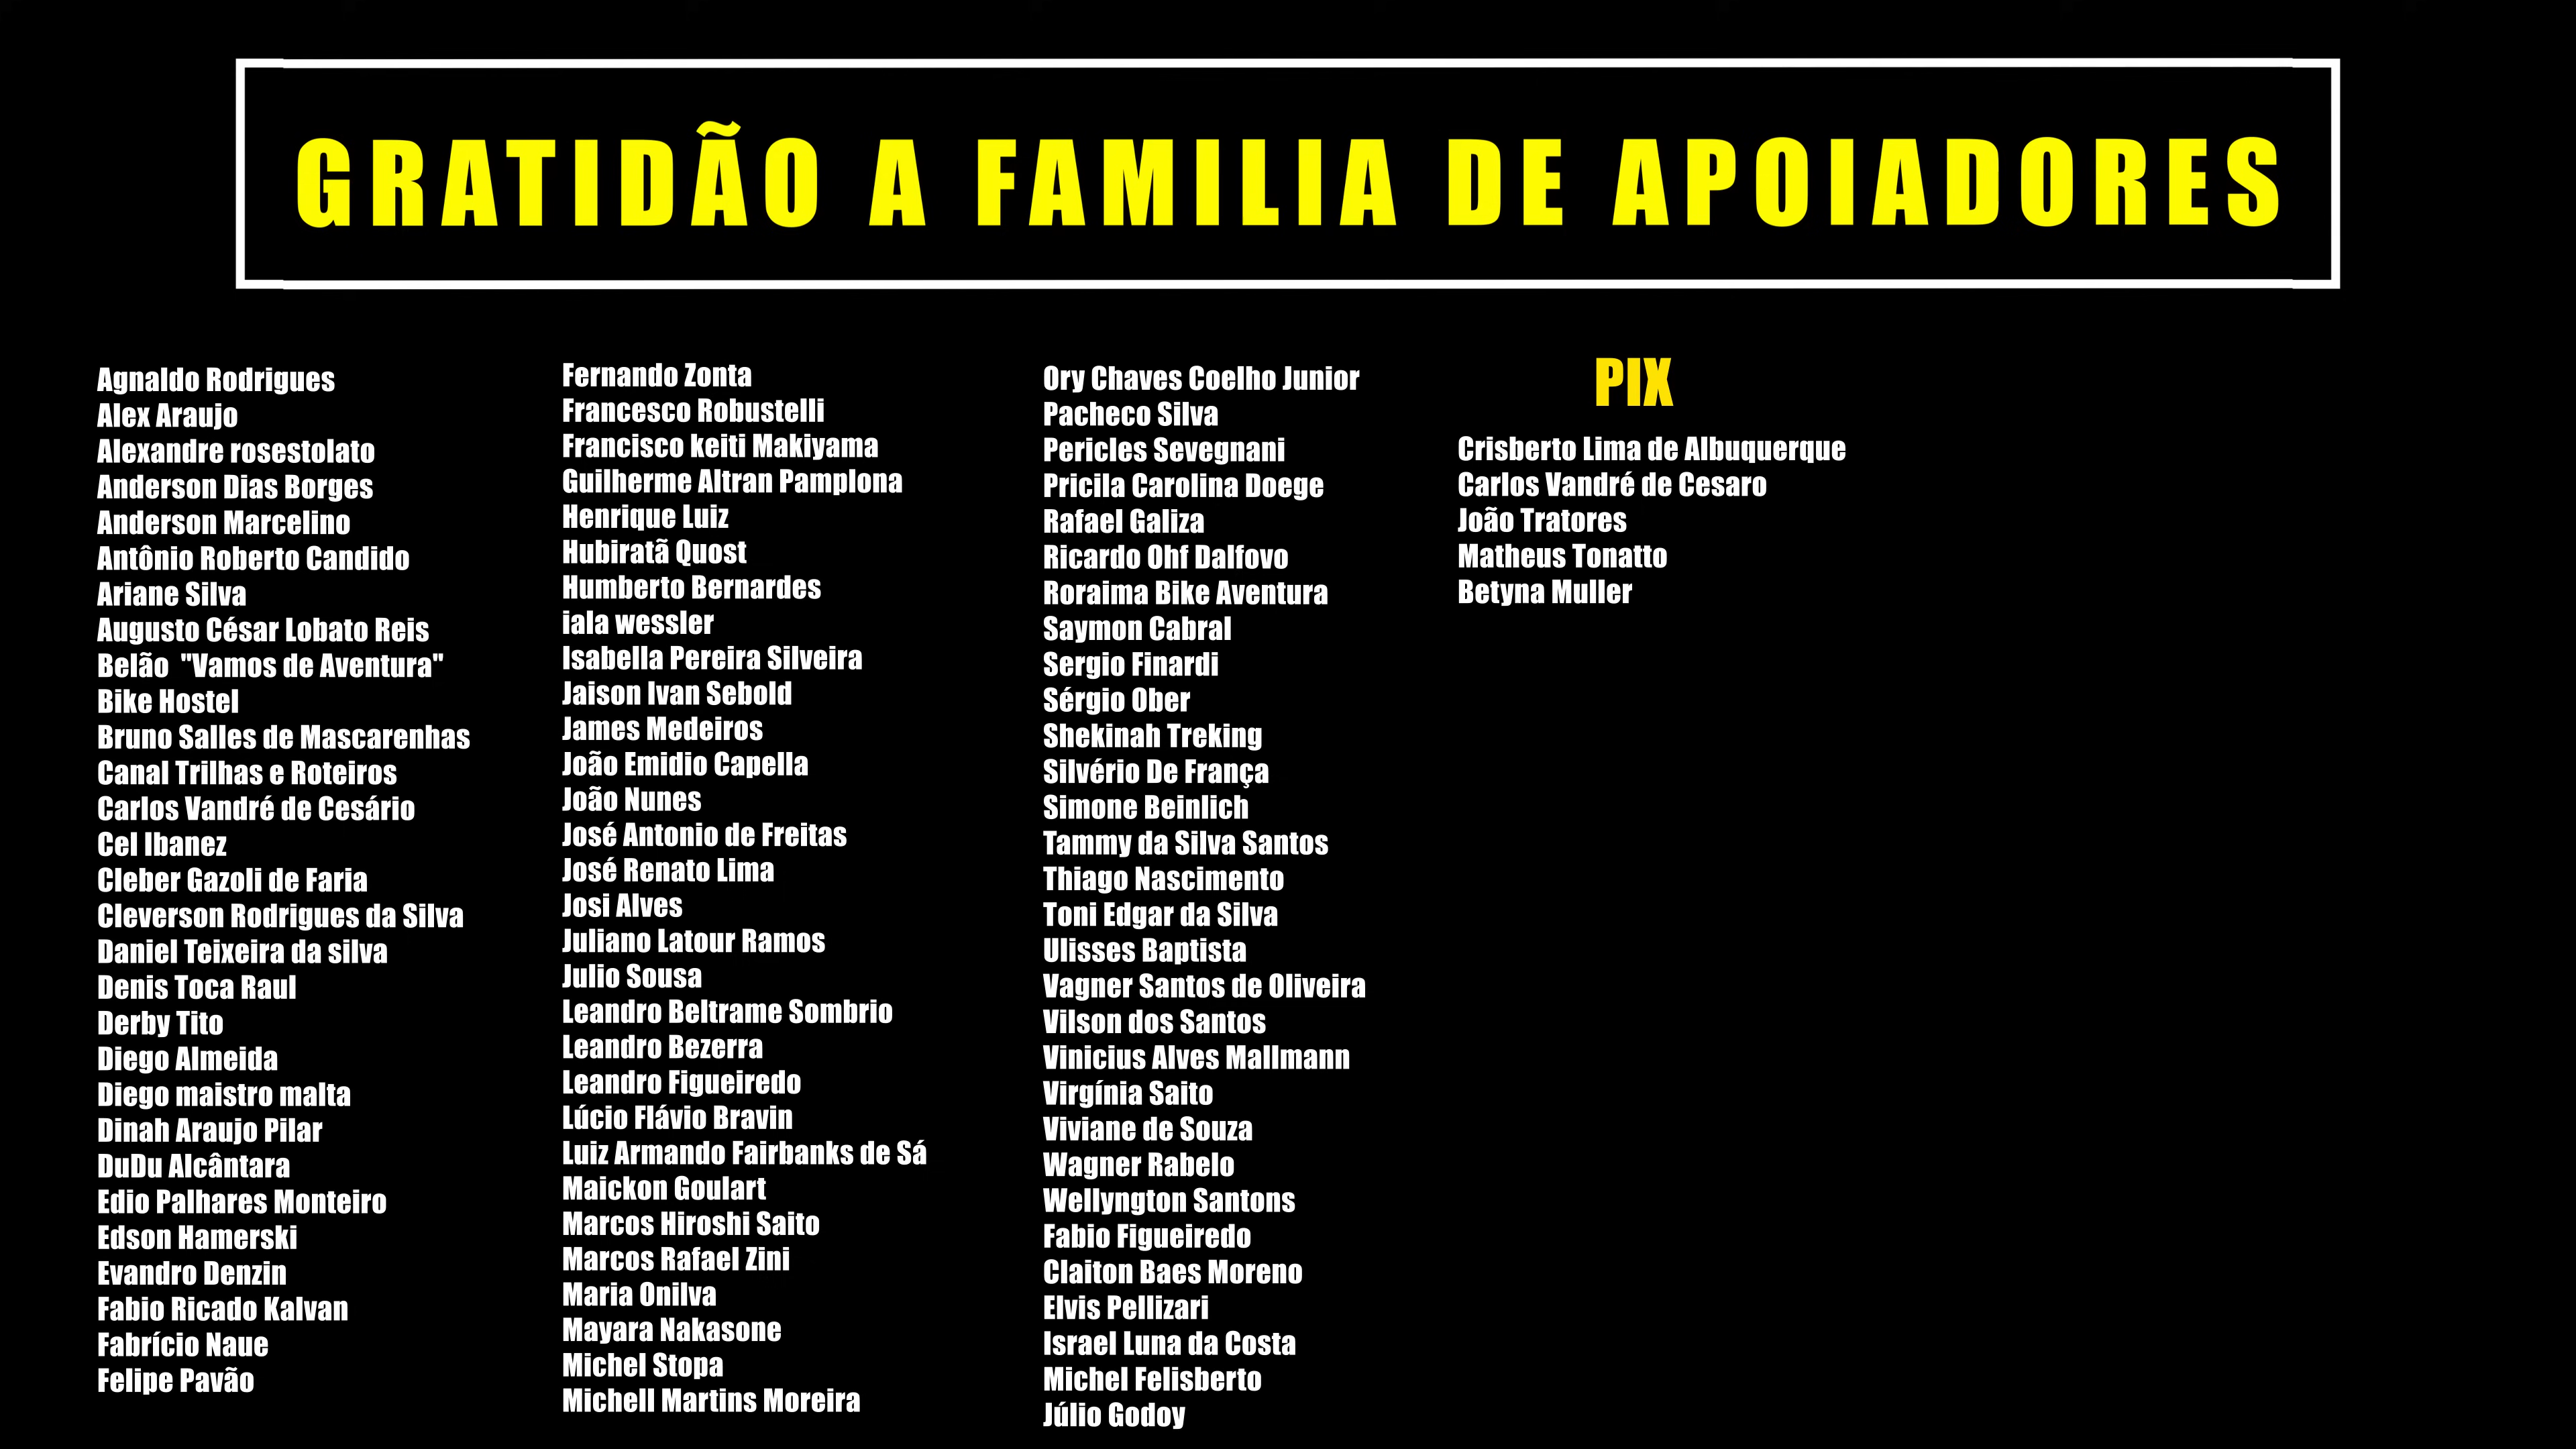 GRATIDÃO A FAMILIA DE APOIADORES
Agnaldo Rodrigues
Alex Araujo
Alexandre rosestolato
Anderson Dias Borges
Anderson Marcelino
Antônio Roberto Candido
Ariane Silva
Augusto César Lobato Reis
Belão  "Vamos de Aventura"
Bike Hostel
Bruno Salles de Mascarenhas
Canal Trilhas e Roteiros
Carlos Vandré de Cesário
Cel Ibanez
Cleber Gazoli de Faria
Cleverson Rodrigues da Silva
Daniel Teixeira da silva
Denis Toca Raul
Derby Tito
Diego Almeida
Diego maistro malta
Dinah Araujo Pilar
DuDu Alcântara
Edio Palhares Monteiro
Edson Hamerski
Evandro Denzin
Fabio Ricado Kalvan
Fabrício Naue
Felipe Pavão
Fernando Zonta
Francesco Robustelli
Francisco keiti Makiyama
Guilherme Altran Pamplona
Henrique Luiz
Hubiratã Quost
Humberto Bernardes
iala wessler
Isabella Pereira Silveira
Jaison Ivan Sebold
James Medeiros
João Emidio Capella
João Nunes
José Antonio de Freitas
José Renato Lima
Josi Alves
Juliano Latour Ramos
Julio Sousa
Leandro Beltrame Sombrio
Leandro Bezerra
Leandro Figueiredo
Lúcio Flávio Bravin
Luiz Armando Fairbanks de Sá
Maickon Goulart
Marcos Hiroshi Saito
Marcos Rafael Zini
Maria Onilva
Mayara Nakasone
Michel Stopa
Michell Martins Moreira
Ory Chaves Coelho Junior
Pacheco Silva
Pericles Sevegnani
Pricila Carolina Doege
Rafael Galiza
Ricardo Ohf Dalfovo
Roraima Bike Aventura
Saymon Cabral
Sergio Finardi
Sérgio Ober
Shekinah Treking
Silvério De França
Simone Beinlich
Tammy da Silva Santos
Thiago Nascimento
Toni Edgar da Silva
Ulisses Baptista
Vagner Santos de Oliveira
Vilson dos Santos
Vinicius Alves Mallmann
Virgínia Saito
Viviane de Souza
Wagner Rabelo
Wellyngton Santons
Fabio Figueiredo
Claiton Baes Moreno
Elvis Pellizari
Israel Luna da Costa
Michel Felisberto
Júlio Godoy
PIX
Crisberto Lima de Albuquerque
Carlos Vandré de Cesaro
João Tratores
Matheus Tonatto
Betyna Muller